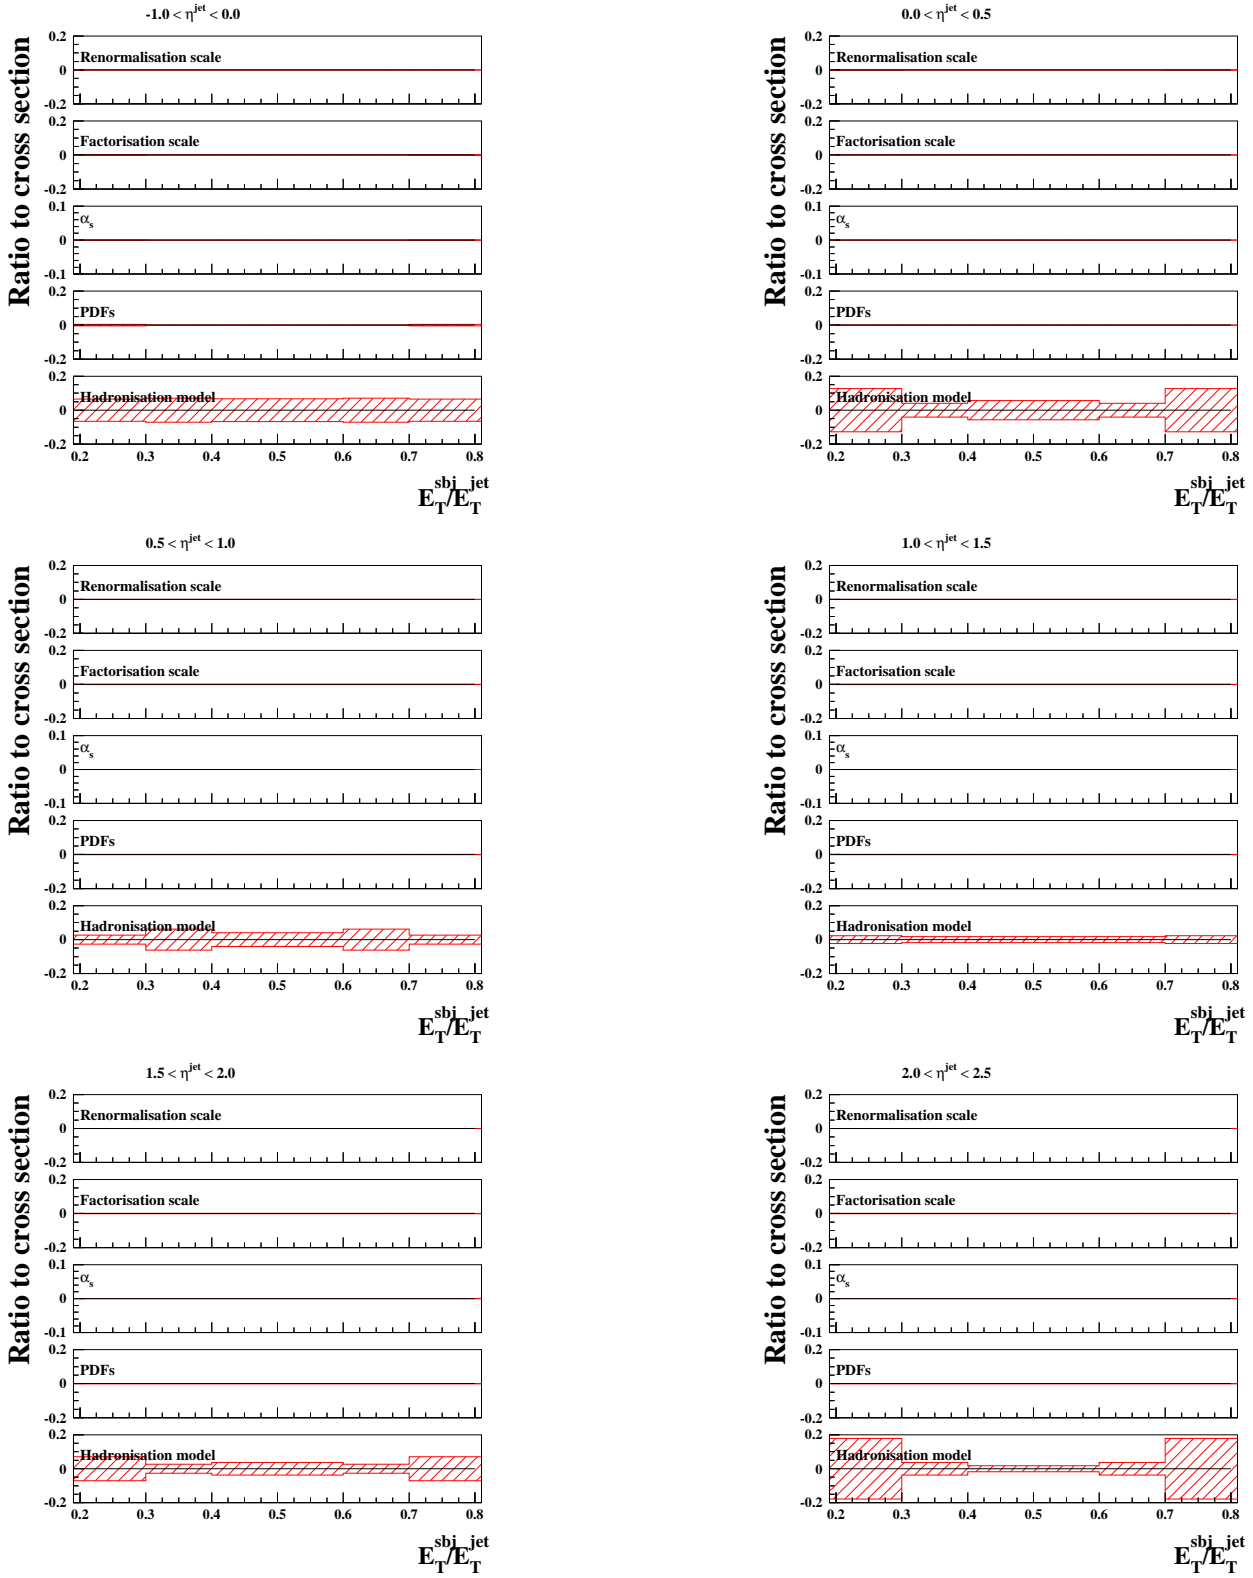 -1.0 < η^jet < 0.0
Ratio to cross section
0.2
Renormalisation scale
0
-0.2
0.2
Factorisation scale
0
-0.2
0.1
α_s
0
-0.1
0.2
PDFs
0
-0.2
0.2
Hadronisation model
0
-0.2
0.2 0.3 0.4 0.5 0.6 0.7 0.8
E_T^sbj/E_T^jet
0.0 < η^jet < 0.5
Ratio to cross section
0.2
Renormalisation scale
0
-0.2
0.2
Factorisation scale
0
-0.2
0.1
α_s
0
-0.1
0.2
PDFs
0
-0.2
0.2
Hadronisation model
0
-0.2
0.2 0.3 0.4 0.5 0.6 0.7 0.8
E_T^sbj/E_T^jet
0.5 < η^jet < 1.0
Ratio to cross section
0.2
Renormalisation scale
0
-0.2
0.2
Factorisation scale
0
-0.2
0.1
α_s
0
-0.1
0.2
PDFs
0
-0.2
0.2
Hadronisation model
0
-0.2
0.2 0.3 0.4 0.5 0.6 0.7 0.8
E_T^sbj/E_T^jet
1.0 < η^jet < 1.5
Ratio to cross section
0.2
Renormalisation scale
0
-0.2
0.2
Factorisation scale
0
-0.2
0.1
α_s
0
-0.1
0.2
PDFs
0
-0.2
0.2
Hadronisation model
0
-0.2
0.2 0.3 0.4 0.5 0.6 0.7 0.8
E_T^sbj/E_T^jet
1.5 < η^jet < 2.0
Ratio to cross section
0.2
Renormalisation scale
0
-0.2
0.2
Factorisation scale
0
-0.2
0.1
α_s
0
-0.1
0.2
PDFs
0
-0.2
0.2
Hadronisation model
0
-0.2
0.2 0.3 0.4 0.5 0.6 0.7 0.8
E_T^sbj/E_T^jet
2.0 < η^jet < 2.5
Ratio to cross section
0.2
Renormalisation scale
0
-0.2
0.2
Factorisation scale
0
-0.2
0.1
α_s
0
-0.1
0.2
PDFs
0
-0.2
0.2
Hadronisation model
0
-0.2
0.2 0.3 0.4 0.5 0.6 0.7 0.8
E_T^sbj/E_T^jet